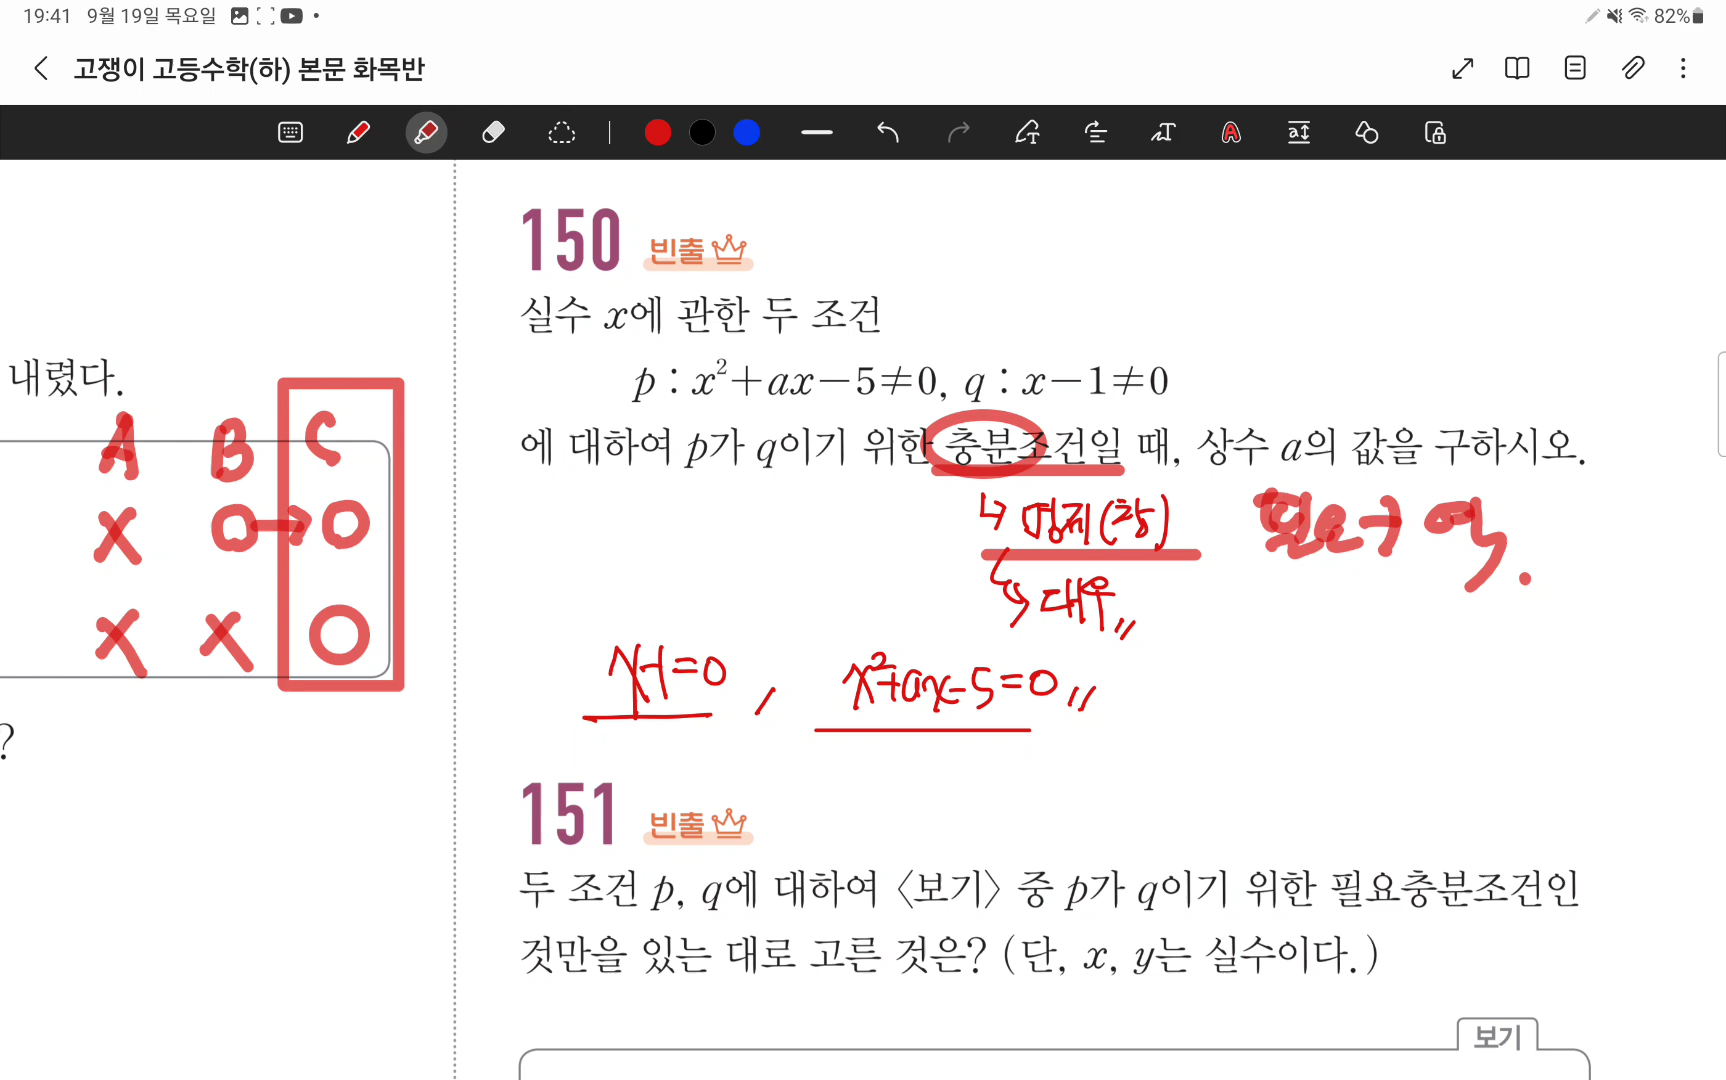 19:41 9월 19일 목요일 82%
고쟁이 고등수학(하) 본문 화목반
내렸다.
A B C
X O → O
X X O
?
150 빈출
실수 x에 관한 두 조건
p : x²+ax−5≠0, q : x−1≠0
에 대하여 p가 q이기 위한 충분조건일 때, 상수 a의 값을 구하시오.
↳ 명제(참) 필요→역.
↳ 대우〃
x-1=0 , x²+ax-5=0〃
151 빈출
두 조건 p, q에 대하여 〈보기〉 중 p가 q이기 위한 필요충분조건인
것만을 있는 대로 고른 것은? (단, x, y는 실수이다.)
보기